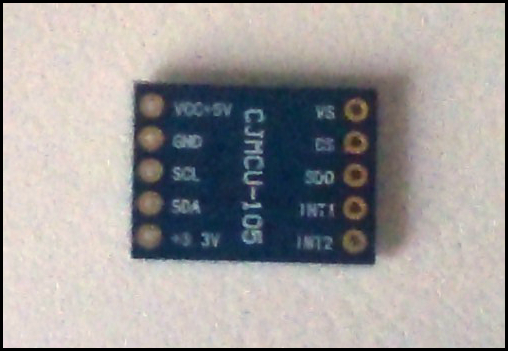 VCC+5V
GND
SCL
SDA
+3.3V
CJMCU-105
VS
CS
SDO
INT1
INT2